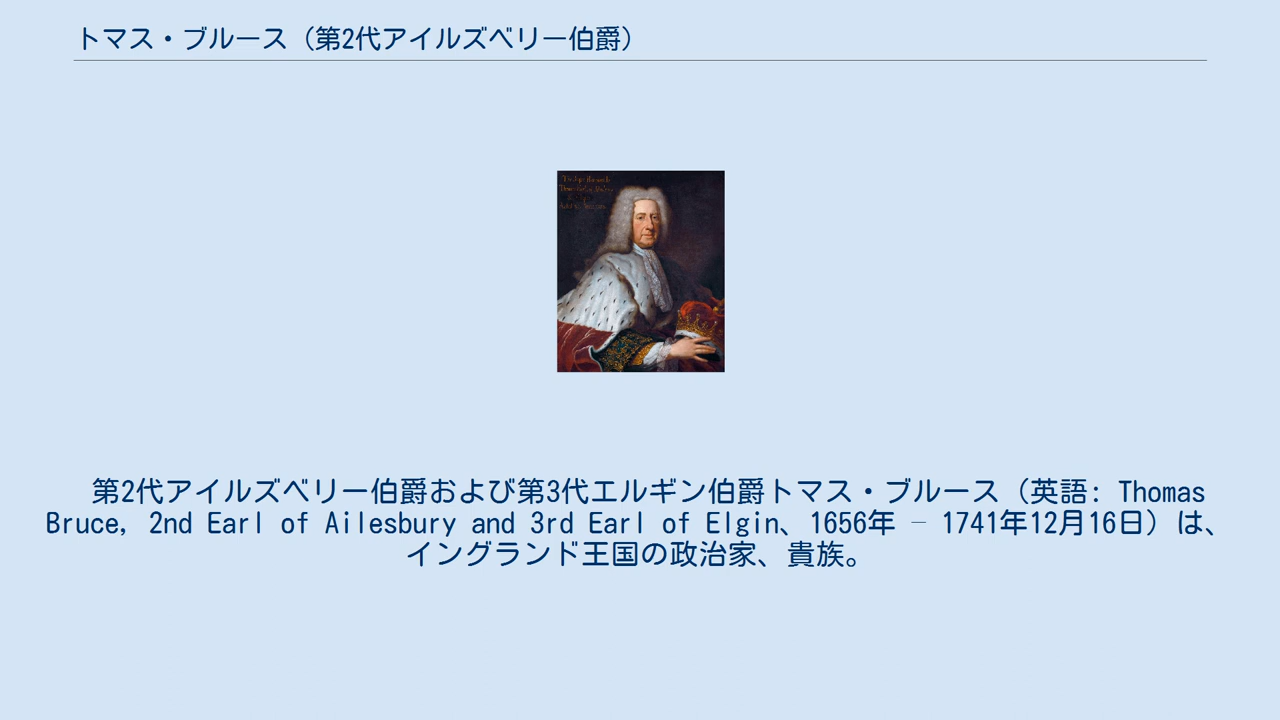 トマス・ブルース（第2代アイルズベリー伯爵）
第2代アイルズベリー伯爵および第3代エルギン伯爵トマス・ブルース（英語: Thomas
Bruce, 2nd Earl of Ailesbury and 3rd Earl of Elgin、1656年 – 1741年12月16日）は、
イングランド王国の政治家、貴族。